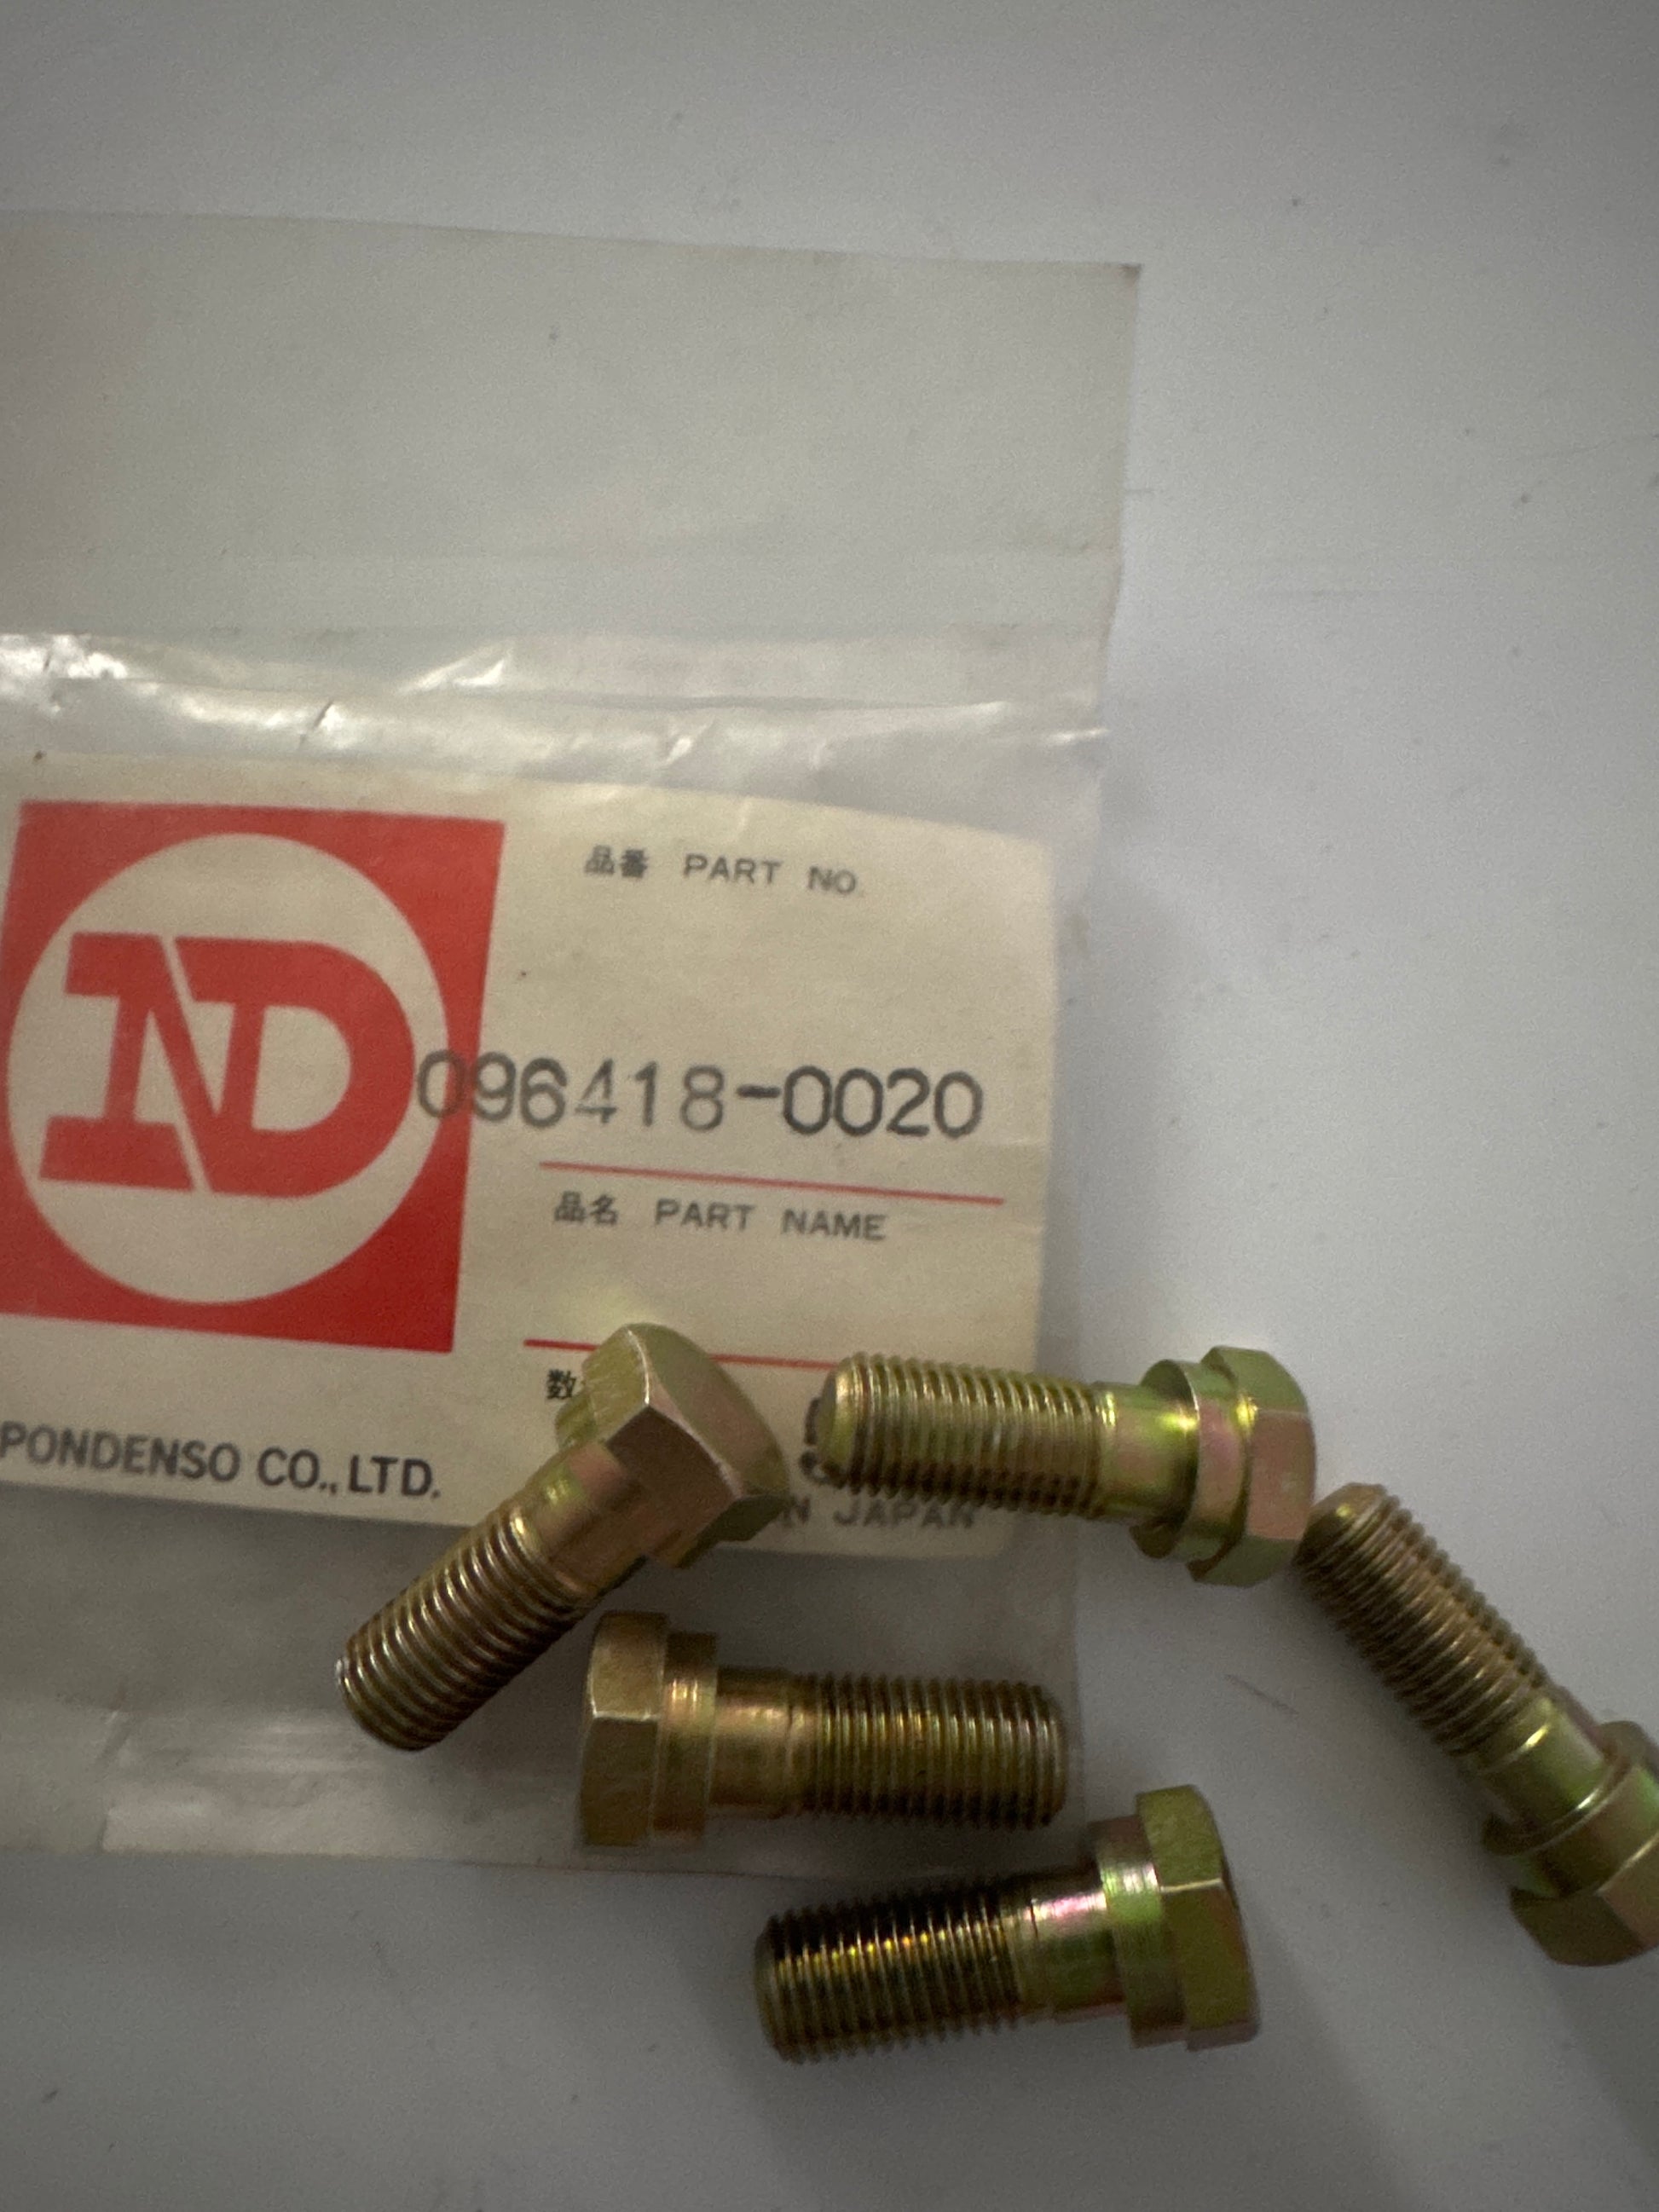 品番 PART NO.
ND
096418-0020
品名 PART NAME
数
PONDENSO CO., LTD.
N JAPAN